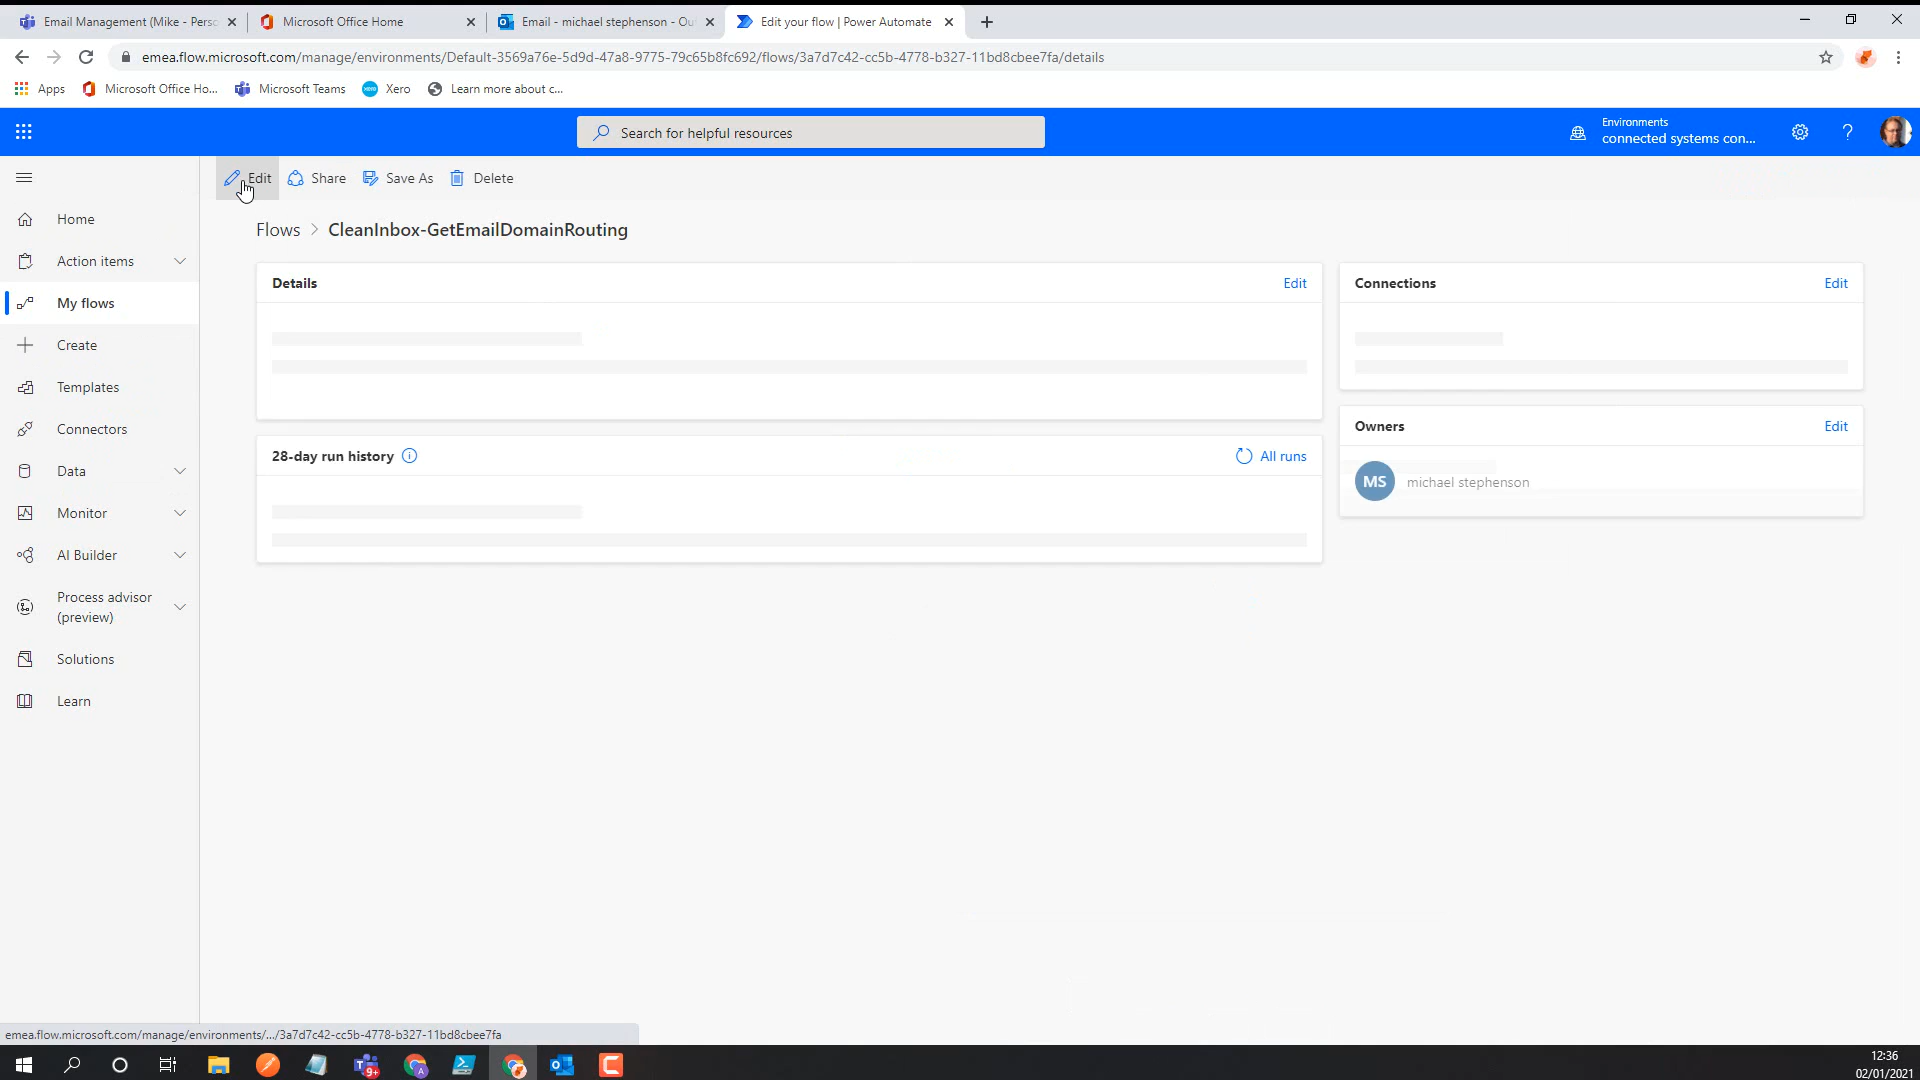 Email Management (Mike - Perso
Microsoft Office Home
Email - michael stephenson - Ou
Edit your flow | Power Automate
emea.flow.microsoft.com/manage/environments/Default-3569a76e-5d9d-47a8-9775-79c65b8fc692/flows/3a7d7c42-cc5b-4778-b327-11bd8cbee7fa/details
Apps
Microsoft Office Ho...
Microsoft Teams
xero
Xero
Learn more about c...
Search for helpful resources
Environments
connected systems con...
?
Edit
Share
Save As
Delete
Home
Action items
My flows
Create
Templates
Connectors
Data
Monitor
AI Builder
Process advisor
(preview)
Solutions
Learn
Flows > CleanInbox-GetEmailDomainRouting
Details
Edit
28-day run history
All runs
Connections
Edit
Owners
Edit
MS
michael stephenson
emea.flow.microsoft.com/manage/environments/.../3a7d7c42-cc5b-4778-b327-11bd8cbee7fa
9+
A
12:36
02/01/2021